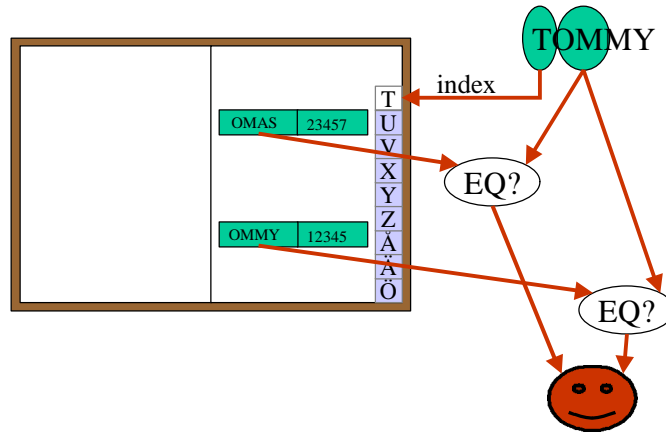 TOMMY
index
T
OMAS 23457
U
V
X
EQ?
Y
Z
OMMY 12345
Å
Ä
Ö
EQ?